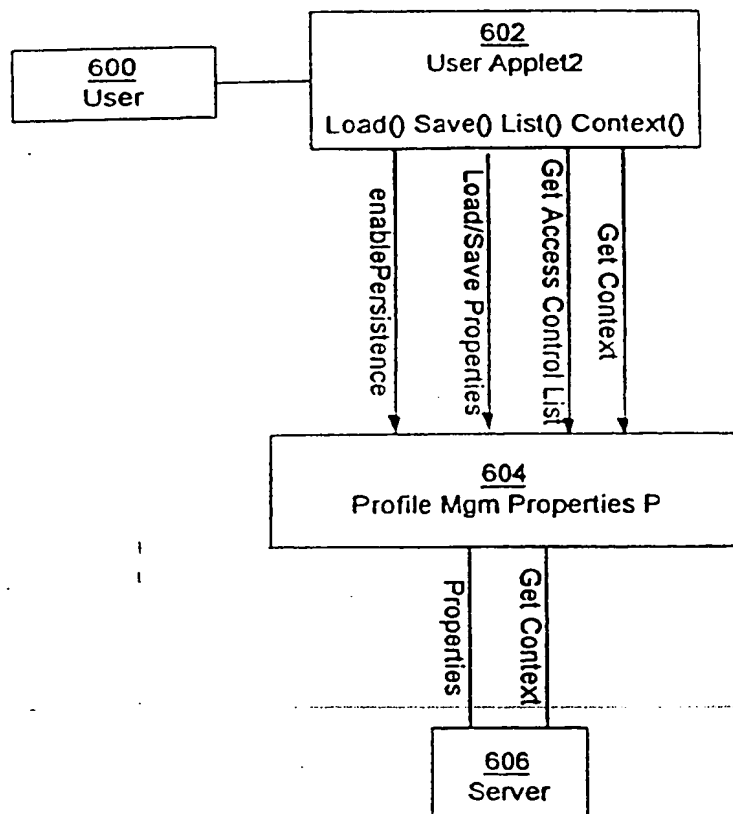 602
User Applet2
Load() Save() List() Context()
600
User
enablePersistence
Load/Save Properties
Get Access Control List
Get Context
604
Profile Mgm Properties P
Properties
Get Context
606
Server